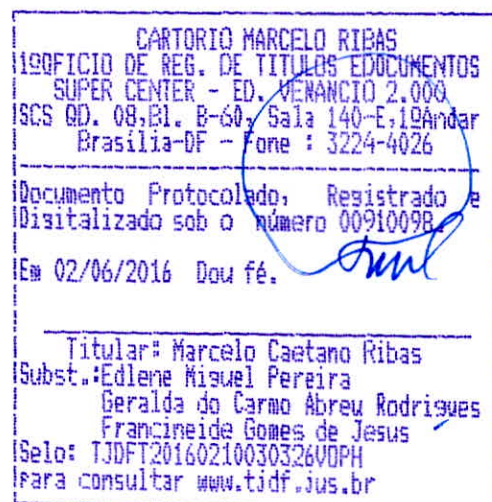 CARTORIO MARCELO RIBAS
1ºOFICIO DE REG. DE TITULOS EDOCUMENTOS
SUPER CENTER - ED. VENANCIO 2.000
SCS QD. 08,Bl. B-60, Sala 140-E,1ºAndar
Brasília-DF - Fone : 3224-4026
Documento Protocolado, Registrado e
Digitalizado sob o número 00910098.
Em 02/06/2016 Dou fé.
Titular: Marcelo Caetano Ribas
Subst.:Edlene Miguel Pereira
Geralda do Carmo Abreu Rodrigues
Francineide Gomes de Jesus
Selo: TJDFT20160210030326VOPH
Para consultar www.tjdf.jus.br